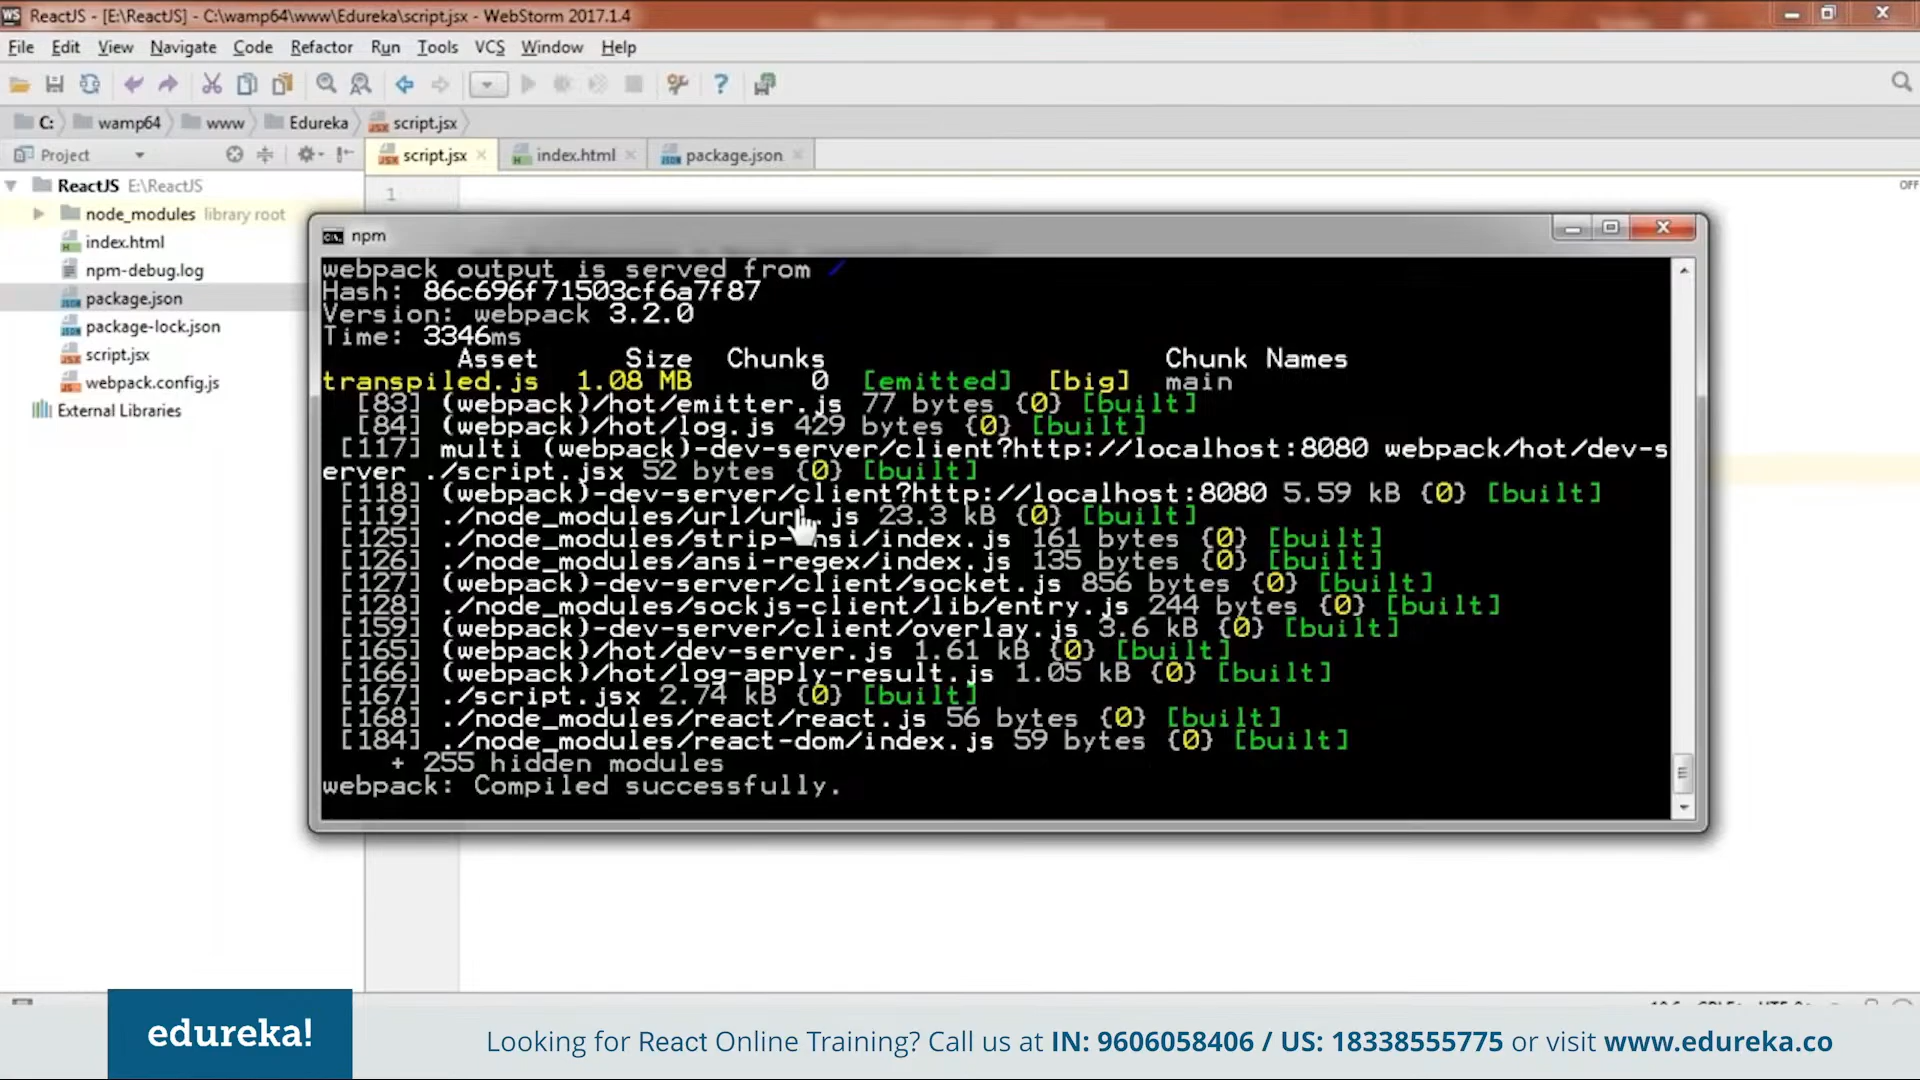 ReactJS - [E:\ReactJS] - C:\wamp64\www\Edureka\script.jsx - WebStorm 2017.1.4
File Edit View Navigate Code Refactor Run Tools VCS Window Help
C: wamp64 www Edureka script.jsx
Project
script.jsx index.html package.json
ReactJS E:\ReactJS
1
OFF
node_modules library root
index.html
npm-debug.log
package.json
package-lock.json
script.jsx
webpack.config.js
External Libraries
npm
webpack output is served from /
Hash: 86c696f71503cf6a7f87
Version: webpack 3.2.0
Time: 3346ms
Asset Size Chunks Chunk Names
transpiled.js 1.08 MB 0 [emitted] [big] main
[83] (webpack)/hot/emitter.js 77 bytes {0} [built]
[84] (webpack)/hot/log.js 429 bytes {0} [built]
[117] multi (webpack)-dev-server/client?http://localhost:8080 webpack/hot/dev-s
erver ./script.jsx 52 bytes {0} [built]
[118] (webpack)-dev-server/client?http://localhost:8080 5.59 kB {0} [built]
[119] ./node_modules/url/url.js 23.3 kB {0} [built]
[125] ./node_modules/strip-ansi/index.js 161 bytes {0} [built]
[126] ./node_modules/ansi-regex/index.js 135 bytes {0} [built]
[127] (webpack)-dev-server/client/socket.js 856 bytes {0} [built]
[128] ./node_modules/sockjs-client/lib/entry.js 244 bytes {0} [built]
[159] (webpack)-dev-server/client/overlay.js 3.6 kB {0} [built]
[165] (webpack)/hot/dev-server.js 1.61 kB {0} [built]
[166] (webpack)/hot/log-apply-result.js 1.05 kB {0} [built]
[167] ./script.jsx 2.74 kB {0} [built]
[168] ./node_modules/react/react.js 56 bytes {0} [built]
[184] ./node_modules/react-dom/index.js 59 bytes {0} [built]
+ 255 hidden modules
webpack: Compiled successfully.
edureka!
Looking for React Online Training? Call us at IN: 9606058406 / US: 18338555775 or visit www.edureka.co